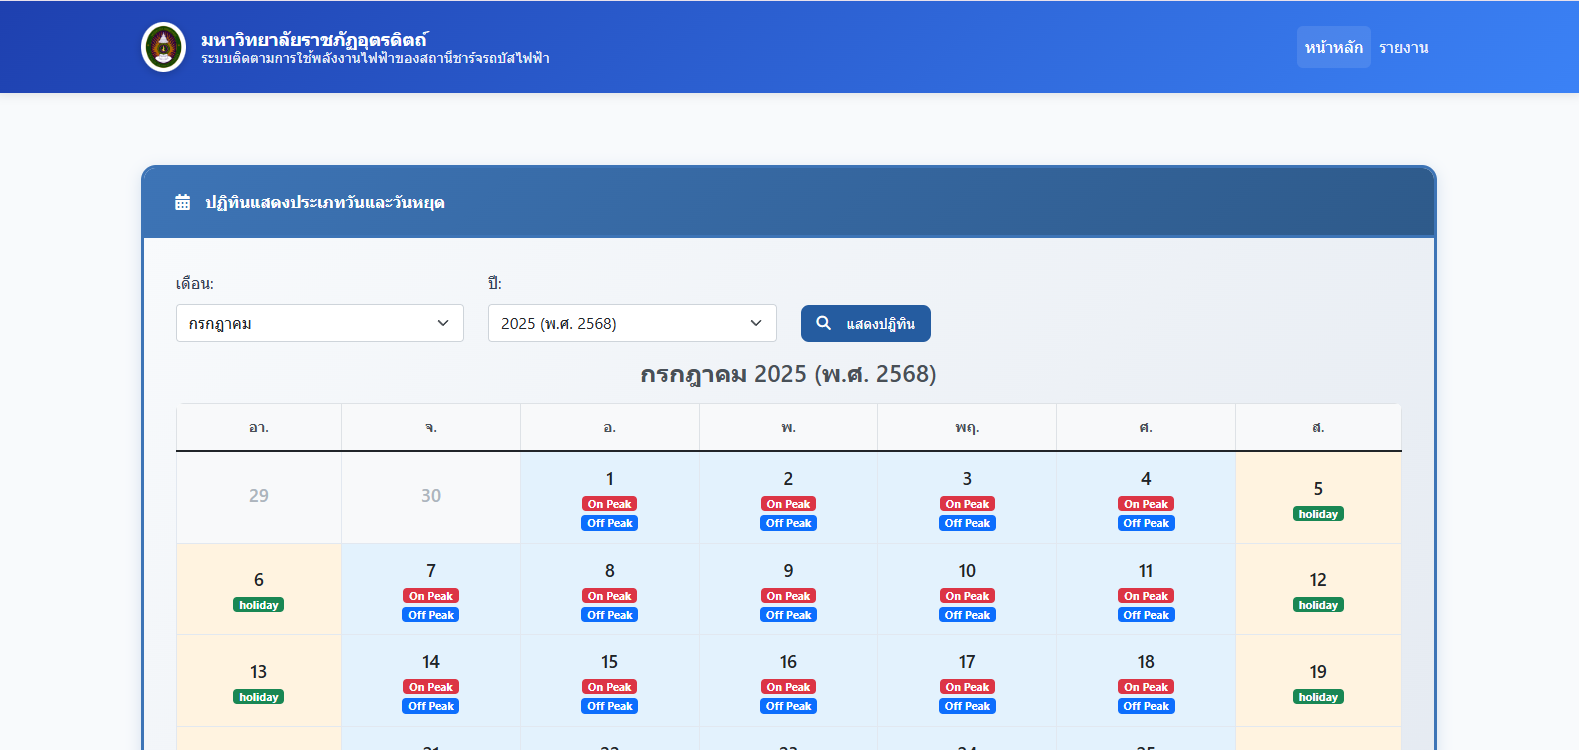 มหาวิทยาลัยราชภัฏอุตรดิตถ์
ระบบติดตามการใช้พลังงานไฟฟ้าของสถานีชาร์จรถบัสไฟฟ้า
หน้าหลัก รายงาน
ปฏิทินแสดงประเภทวันและวันหยุด
เดือน: ปี:
กรกฎาคม 2025 (พ.ศ. 2568) แสดงปฏิทิน
กรกฎาคม 2025 (พ.ศ. 2568)
อา. จ. อ. พ. พฤ. ศ. ส.
29 30 1 2 3 4 5
On Peak On Peak On Peak On Peak holiday
Off Peak Off Peak Off Peak Off Peak
6 7 8 9 10 11 12
holiday On Peak On Peak On Peak On Peak On Peak holiday
Off Peak Off Peak Off Peak Off Peak Off Peak
13 14 15 16 17 18 19
holiday On Peak On Peak On Peak On Peak On Peak holiday
Off Peak Off Peak Off Peak Off Peak Off Peak